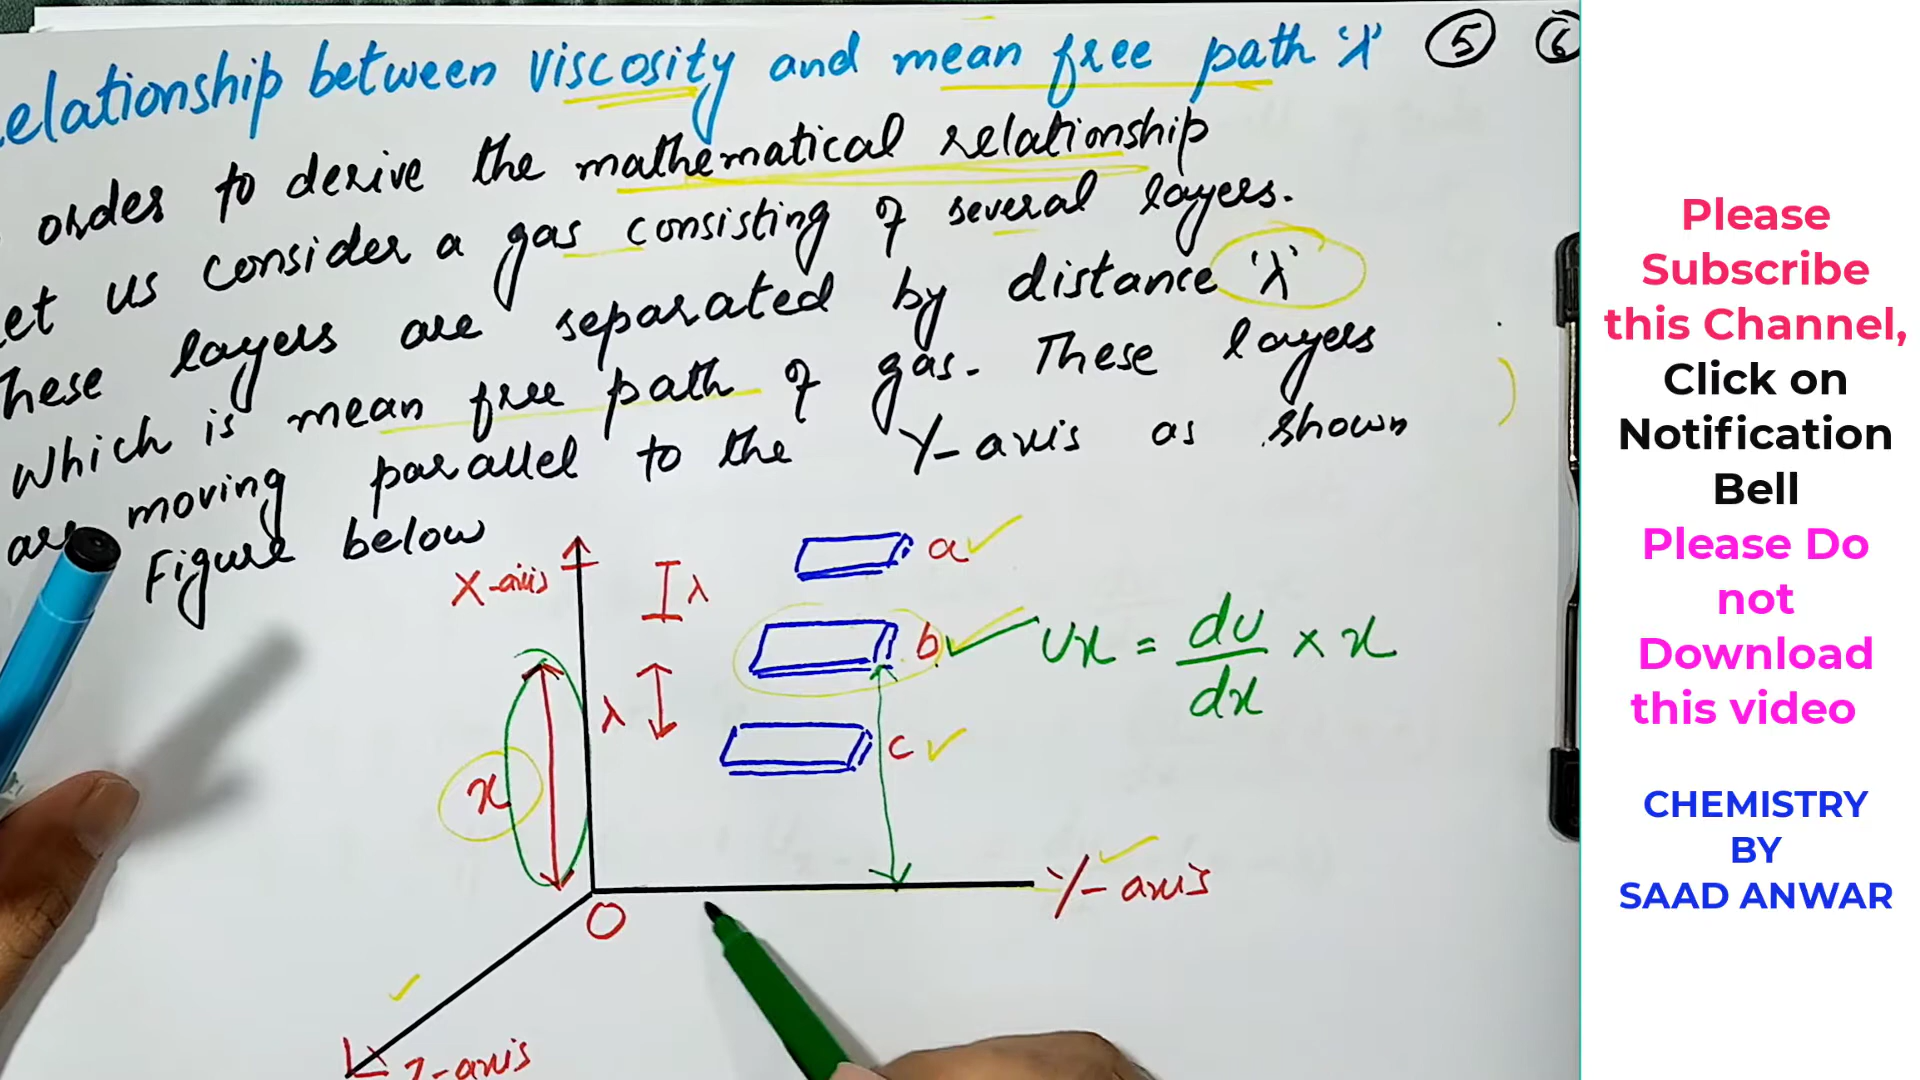 elationship between viscosity and mean free path 'λ' 5 6
order to derive the mathematical relationship
et us consider a gas consisting of several layers.
hese layers are separated by distance 'λ'
which is mean free path of gas. These layers
are moving parallel to the Y-axis as shown
Figure below
X-axis
λ
a
b
Vx = dv/dx × x
λ
c
x
Y-axis
O
Z-axis
Please
Subscribe
this Channel,
Click on
Notification
Bell
Please Do
not
Download
this video
CHEMISTRY
BY
SAAD ANWAR